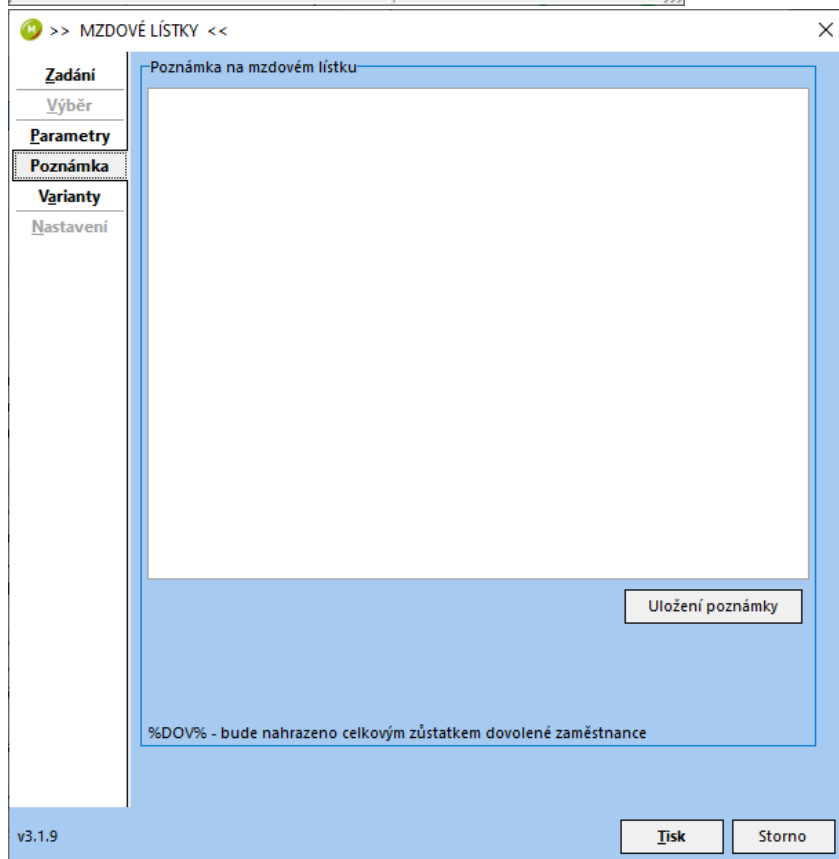 >> MZDOVÉ LÍSTKY <<
Zadání
Výběr
Parametry
Poznámka
Varianty
Nastavení
Poznámka na mzdovém lístku
Uložení poznámky
%DOV% - bude nahrazeno celkovým zůstatkem dovolené zaměstnance
v3.1.9
Tisk
Storno